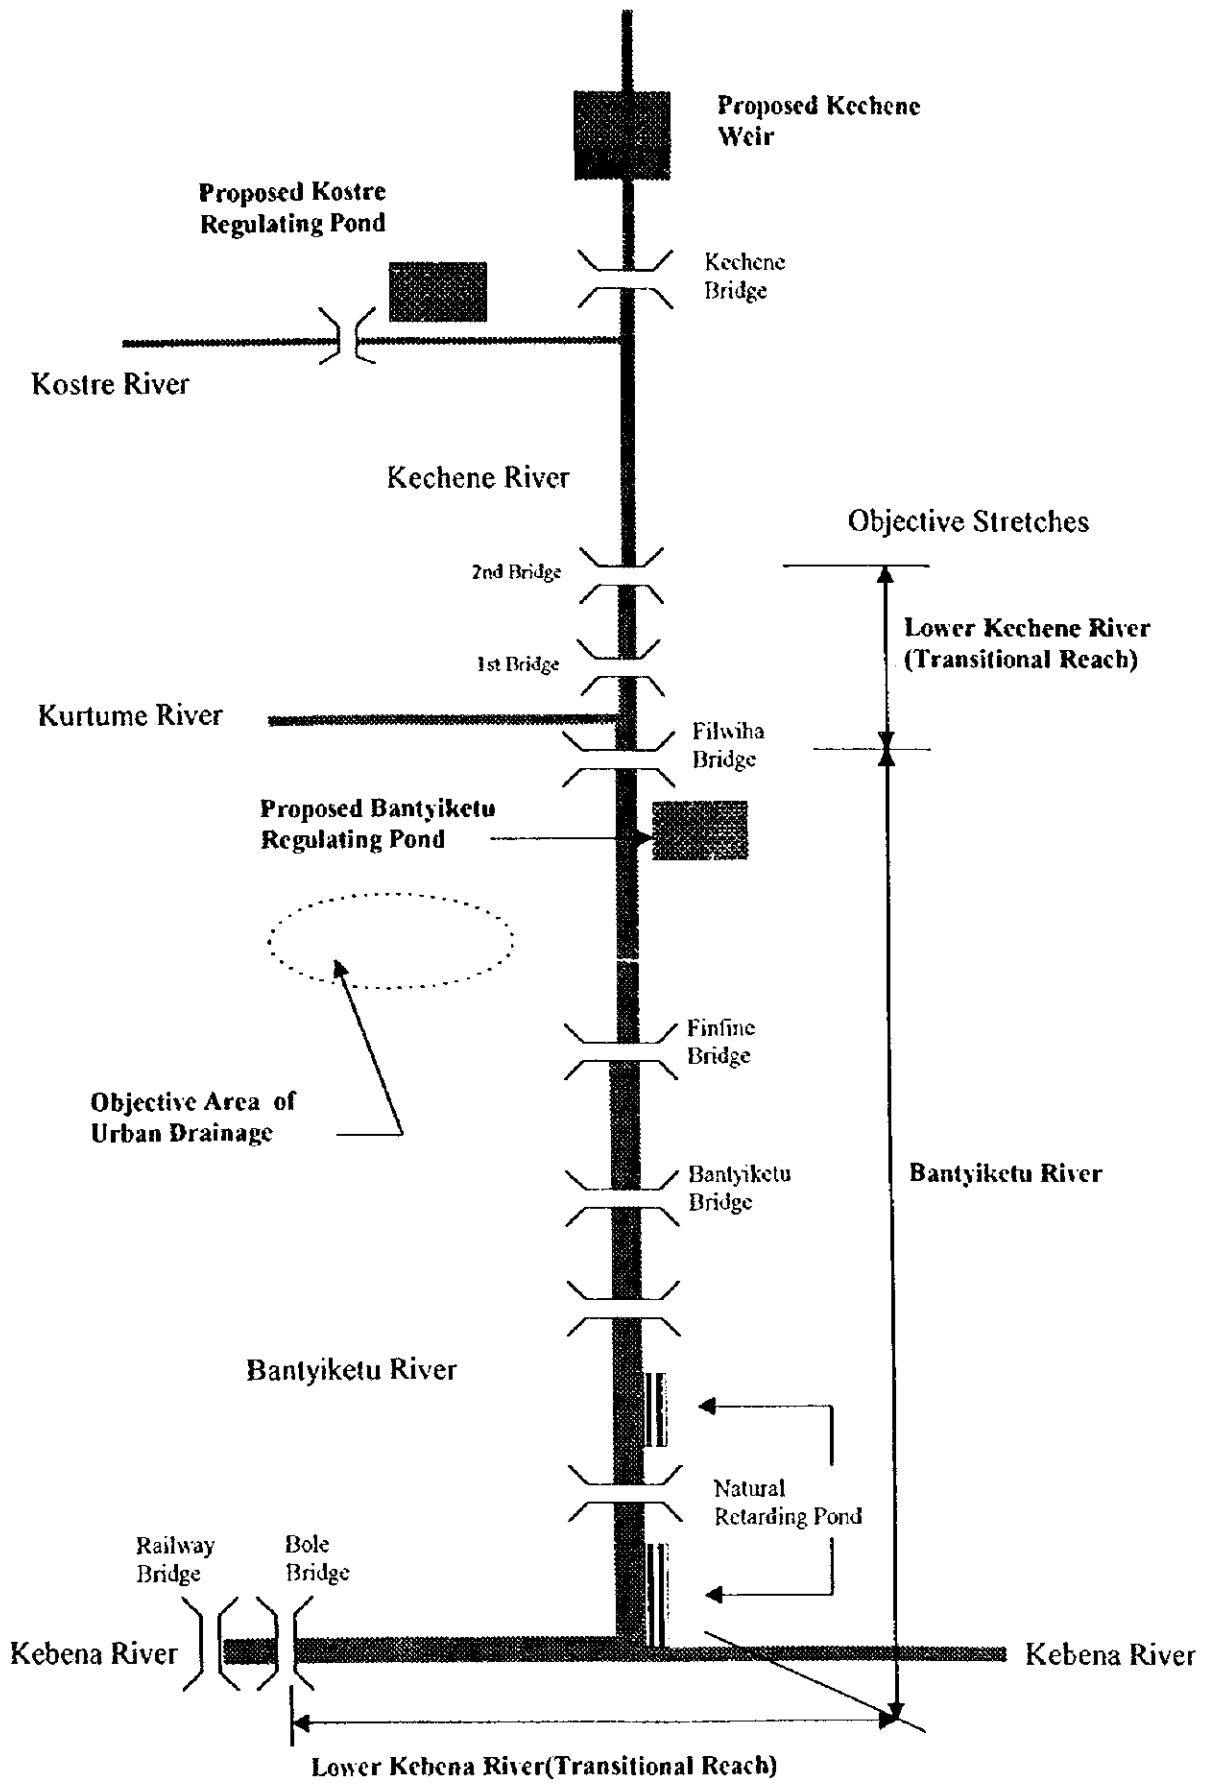 Proposed Kechene
Weir
Proposed Kostre
Regulating Pond
Kechene
Bridge
Kostre River
Kechene River
Objective Stretches
2nd Bridge
Lower Kechene River
(Transitional Reach)
1st Bridge
Kurtume River
Filwiha
Bridge
Proposed Bantyiketu
Regulating Pond
Finfine
Bridge
Objective Area of
Urban Drainage
Bantyiketu
Bridge
Bantyiketu River
Bantyiketu River
Natural
Retarding Pond
Railway
Bridge
Bole
Bridge
Kebena River
Kebena River
Lower Kebena River(Transitional Reach)